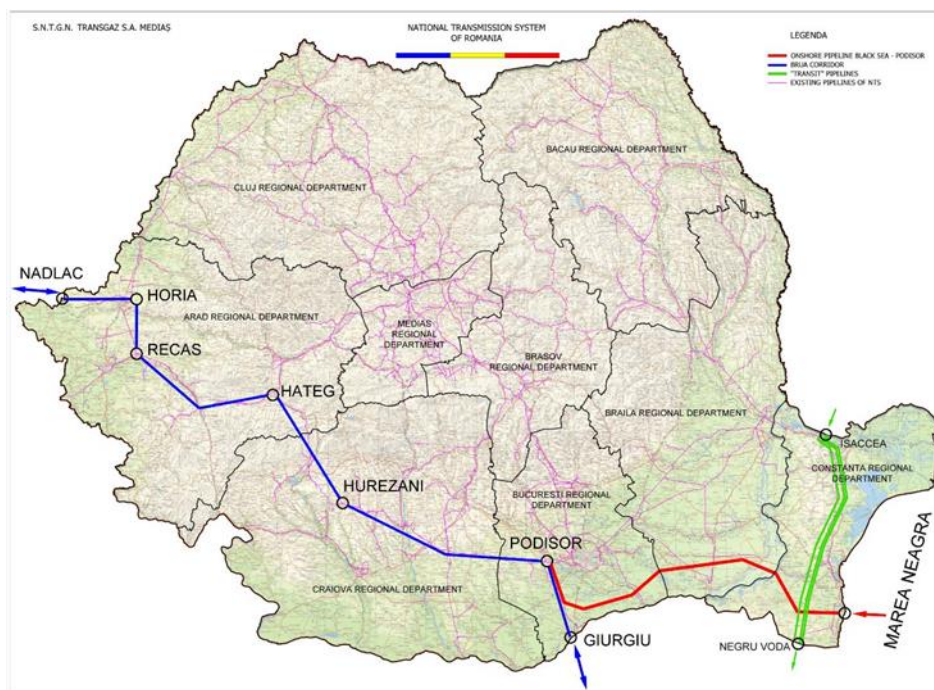 S.N.T.G.N. TRANSGAZ S.A. MEDIAȘ
NATIONAL TRANSMISSION SYSTEM
OF ROMANIA
LEGENDA
ONSHORE PIPELINE BLACK SEA - PODISOR
BRUA CORRIDOR
"TRANSIT" PIPELINES
EXISTING PIPELINES OF NTS
BACAU REGIONAL DEPARTMENT
CLUJ REGIONAL DEPARTMENT
NADLAC
HORIA
ARAD REGIONAL DEPARTMENT
MEDIAS
REGIONAL
DEPARTMENT
RECAS
BRASOV
REGIONAL DEPARTMENT
HATEG
BRAILA REGIONAL DEPARTMENT
ISACCEA
CONSTANTA REGIONAL
DEPARTMENT
HUREZANI
BUCURESTI REGIONAL
DEPARTMENT
PODISOR
CRAIOVA REGIONAL DEPARTMENT
MAREA NEAGRA
GIURGIU
NEGRU VODA